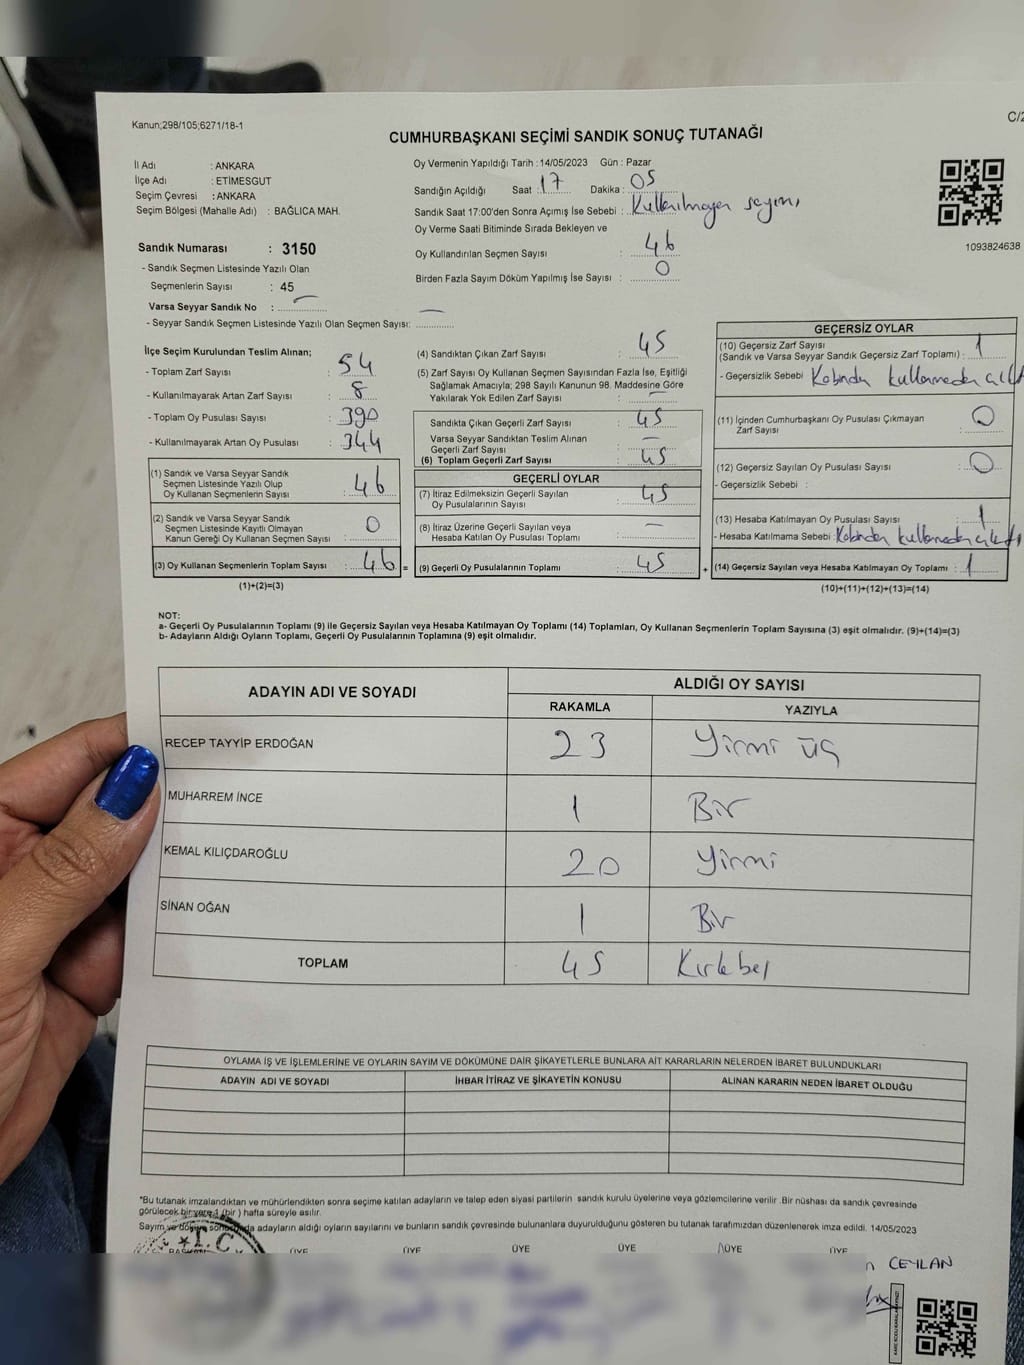 Kanun;298/105;6271/18-1
C/2
CUMHURBAŞKANI SEÇİMİ SANDIK SONUÇ TUTANAĞI
İl Adı : ANKARA
İlçe Adı : ETİMESGUT
Seçim Çevresi : ANKARA
Seçim Bölgesi (Mahalle Adı) : BAĞLICA MAH.
Sandık Numarası : 3150
- Sandık Seçmen Listesinde Yazılı Olan
Seçmenlerin Sayısı : 45
Varsa Seyyar Sandık No :
- Seyyar Sandık Seçmen Listesinde Yazılı Olan Seçmen Sayısı:
Oy Vermenin Yapıldığı Tarih :14/05/2023 Gün : Pazar
Sandığın Açıldığı Saat : 17 Dakika : 05
Sandık Saat 17:00'den Sonra Açımış İse Sebebi : Kullanılmayan sayımı
Oy Verme Saati Bitiminde Sırada Bekleyen ve
Oy Kullandırılan Seçmen Sayısı : 46
Birden Fazla Sayım Döküm Yapılmış İse Sayısı : 0
1093824638
İlçe Seçim Kurulundan Teslim Alınan;
- Toplam Zarf Sayısı : 54
- Kullanılmayarak Artan Zarf Sayısı : 8
- Toplam Oy Pusulası Sayısı : 390
- Kullanılmayarak Artan Oy Pusulası : 344
(1) Sandık ve Varsa Seyyar Sandık
Seçmen Listesinde Yazılı Olup
Oy Kullanan Seçmenlerin Sayısı : 46
(2) Sandık ve Varsa Seyyar Sandık
Seçmen Listesinde Kayıtlı Olmayan
Kanun Gereği Oy Kullanan Seçmen Sayısı : 0
(3) Oy Kullanan Seçmenlerin Toplam Sayısı : 46 =
(1)+(2)=(3)
(4) Sandıktan Çıkan Zarf Sayısı : 45
(5) Zarf Sayısı Oy Kullanan Seçmen Sayısından Fazla İse, Eşitliği
Sağlamak Amacıyla; 298 Sayılı Kanunun 98. Maddesine Göre
Yakılarak Yok Edilen Zarf Sayısı : —
Sandıkta Çıkan Geçerli Zarf Sayısı : 45
Varsa Seyyar Sandıktan Teslim Alınan
Geçerli Zarf Sayısı : —
(6) Toplam Geçerli Zarf Sayısı : 45
GEÇERLİ OYLAR
(7) İtiraz Edilmeksizin Geçerli Sayılan
Oy Pusulalarının Sayısı : 45
(8) İtiraz Üzerine Geçerli Sayılan veya
Hesaba Katılan Oy Pusulası Toplamı : —
(9) Geçerli Oy Pusulalarının Toplamı : 45 +
GEÇERSİZ OYLAR
(10) Geçersiz Zarf Sayısı
(Sandık ve Varsa Seyyar Sandık Geçersiz Zarf Toplamı) : 1
- Geçersizlik Sebebi : Kabinden kullanmadan çıktı
(11) İçinden Cumhurbaşkanı Oy Pusulası Çıkmayan
Zarf Sayısı : 0
(12) Geçersiz Sayılan Oy Pusulası Sayısı : 0
- Geçersizlik Sebebi :
(13) Hesaba Katılmayan Oy Pusulası Sayısı : 1
- Hesaba Katılmama Sebebi : Kabinden kullanmadan çıktı
(14) Geçersiz Sayılan veya Hesaba Katılmayan Oy Toplamı : 1
(10)+(11)+(12)+(13)=(14)
NOT:
a- Geçerli Oy Pusulalarının Toplamı (9) ile Geçersiz Sayılan veya Hesaba Katılmayan Oy Toplamı (14) Toplamları, Oy Kullanan Seçmenlerin Toplam Sayısına (3) eşit olmalıdır. (9)+(14)=(3)
b- Adayların Aldığı Oyların Toplamı, Geçerli Oy Pusulalarının Toplamına (9) eşit olmalıdır.
ADAYIN ADI VE SOYADI ALDIĞI OY SAYISI
RAKAMLA YAZIYLA
RECEP TAYYİP ERDOĞAN 23 Yirmi üç
MUHARREM İNCE 1 Bir
KEMAL KILIÇDAROĞLU 20 Yirmi
SİNAN OĞAN 1 Bir
TOPLAM 45 Kırkbeş
OYLAMA İŞ VE İŞLEMLERİNE VE OYLARIN SAYIM VE DÖKÜMÜNE DAİR ŞİKAYETLERLE BUNLARA AİT KARARLARIN NELERDEN İBARET BULUNDUKLARI
ADAYIN ADI VE SOYADI İHBAR İTİRAZ VE ŞİKAYETİN KONUSU ALINAN KARARIN NEDEN İBARET OLDUĞU
*Bu tutanak imzalandıktan ve mühürlendikten sonra seçime katılan adayların ve talep eden siyasi partilerin sandık kurulu üyelerine veya gözlemcilerine verilir .Bir nüshası da sandık çevresinde
görülecek bir yere 1 (bir ) hafta süreyle asılır.
Sayım ve döküm sonucunda adayların aldığı oyların sayılarını ve bunların sandık çevresinde bulunanlara duyurulduğunu gösteren bu tutanak tarafımızdan düzenlenerek imza edildi. 14/05/2023
T.C
BAŞKAN ÜYE ÜYE ÜYE ÜYE ÜYE ÜYE
CEYLAN